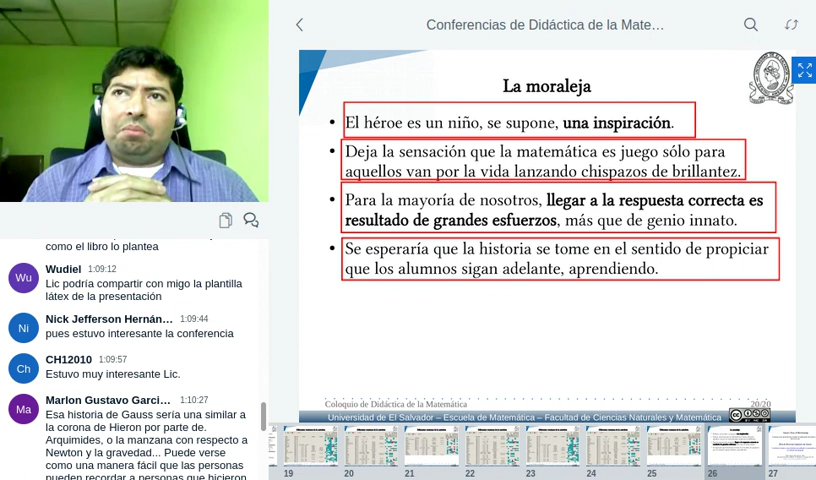 Conferencias de Didáctica de la Mate…
La moraleja
• El héroe es un niño, se supone, una inspiración.
• Deja la sensación que la matemática es juego sólo para
aquellos van por la vida lanzando chispazos de brillantez.
• Para la mayoría de nosotros, llegar a la respuesta correcta es
resultado de grandes esfuerzos, más que de genio innato.
• Se esperaría que la historia se tome en el sentido de propiciar
que los alumnos sigan adelante, aprendiendo.
Coloquio de Didáctica de la Matemática
20/20
Universidad de El Salvador – Escuela de Matemática – Facultad de Ciencias Naturales y Matemática
19
20
21
22
23
24
25
26
27
como el libro lo plantea
Wu
Wudiel 1:09:12
Lic podría compartir con migo la plantilla
látex de la presentación
Ni
Nick Jefferson Hernán… 1:09:44
pues estuvo interesante la conferencia
Ch
CH12010 1:09:57
Estuvo muy interesante Lic.
Ma
Marlon Gustavo Garci… 1:10:27
Esa historia de Gauss sería una similar a
la corona de Hieron por parte de.
Arquimides, o la manzana con respecto a
Newton y la gravedad... Puede verse
como una manera fácil que las personas
pueden recordar a personas que hicieron